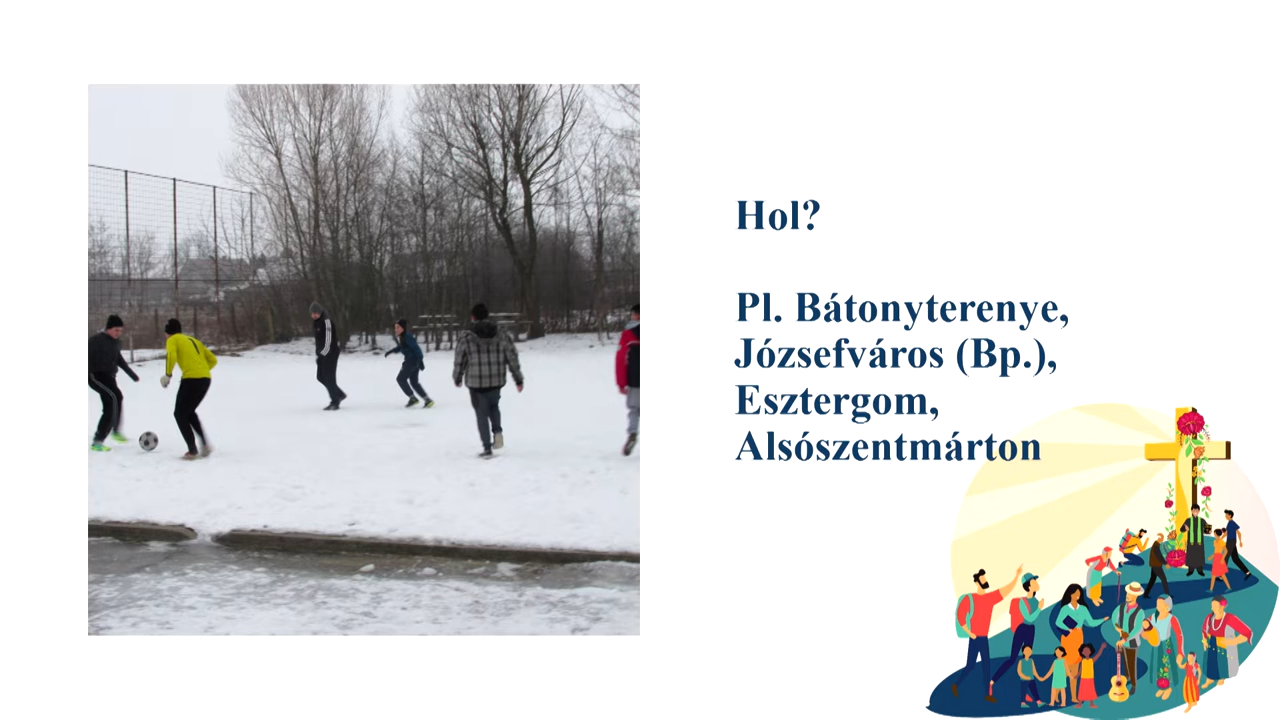 Hol?
Pl. Bátonyterenye,
Józsefváros (Bp.),
Esztergom,
Alsószentmárton